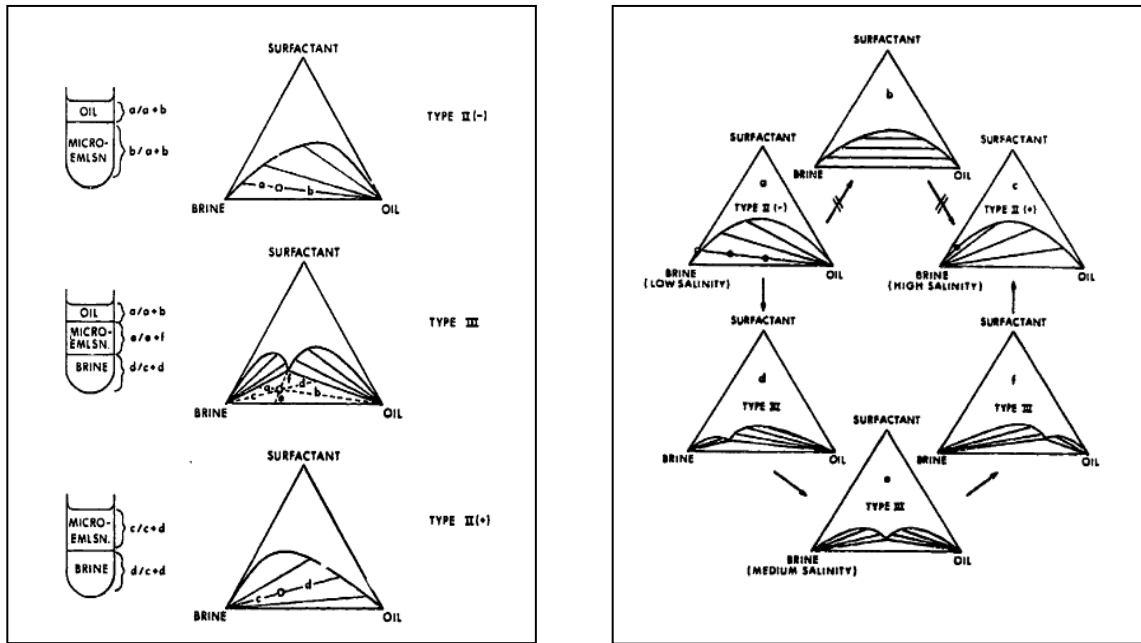 SURFACTANT
OIL
a/a+b
TYPE II(-)
MICRO-
EMLSN
b/a+b
a
b
BRINE
OIL
SURFACTANT
OIL
a/a+b
TYPE III
MICRO-
EMLSN.
e/e+f
BRINE
d/c+d
f
a
d
c
b
e
BRINE
OIL
SURFACTANT
MICRO-
EMLSN.
c/c+d
TYPE II(+)
BRINE
d/c+d
d
c
BRINE
OIL
SURFACTANT
b
BRINE
OIL
SURFACTANT
a
TYPE II(-)
BRINE
(LOW SALINITY)
OIL
SURFACTANT
c
TYPE II(+)
BRINE
(HIGH SALINITY)
OIL
SURFACTANT
d
TYPE III
BRINE
OIL
SURFACTANT
f
TYPE III
BRINE
OIL
SURFACTANT
e
TYPE III
BRINE
(MEDIUM SALINITY)
OIL